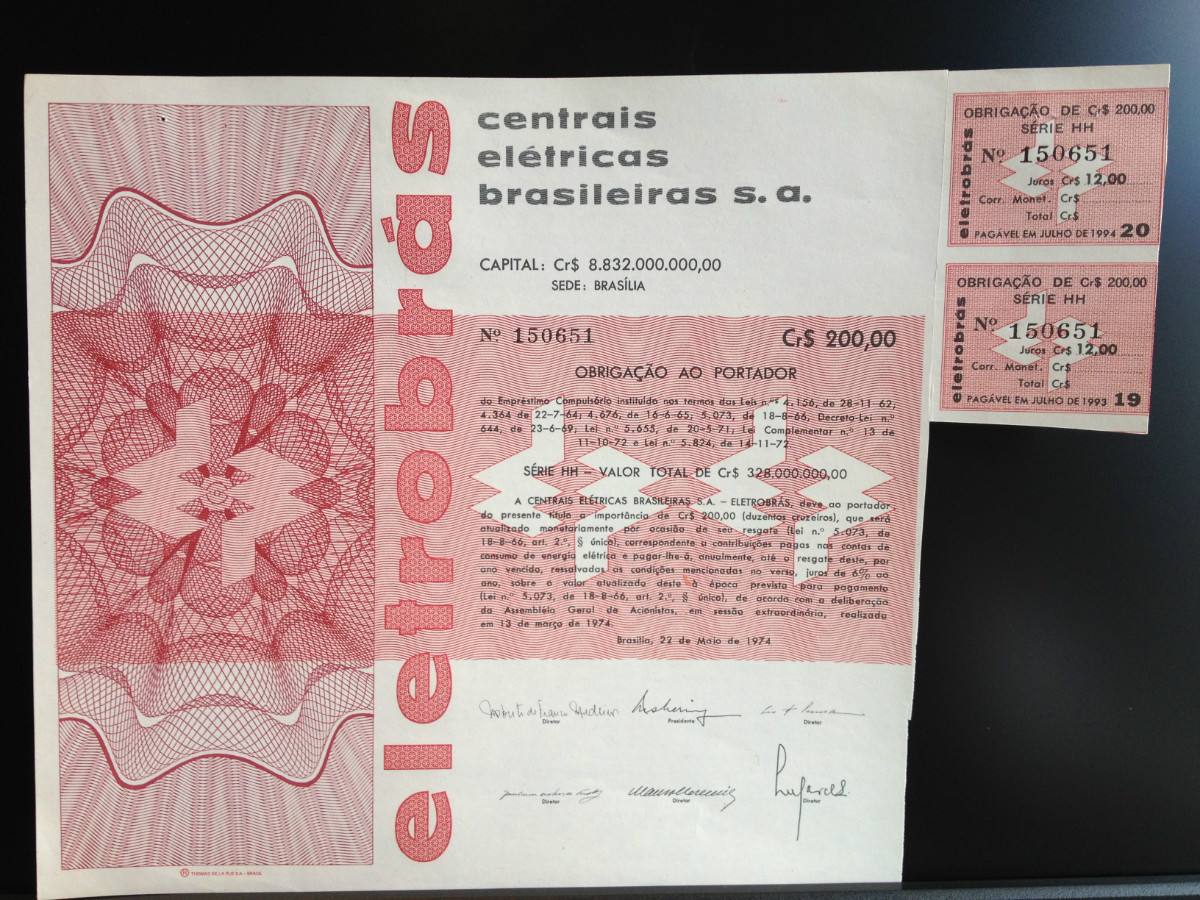 eletrobrás
centrais
elétricas
brasileiras s.a.
CAPITAL: Cr$ 8.832.000.000,00
SEDE: BRASÍLIA
Nº 150651
Cr$ 200,00
OBRIGAÇÃO AO PORTADOR
do Empréstimo Compulsório instituído nos termos das Leis n.ºs 4.156, de 28-11-62,
4.364 de 22-7-64; 4.676, de 16-6-65; 5.073, de 18-8-66, Decreto-Lei n.º
644, de 23-6-69; Lei n.º 5.655, de 20-5-71; Lei Complementar n.º 13 de
11-10-72 e Lei n.º 5.824, de 14-11-72
SÉRIE HH – VALOR TOTAL DE Cr$ 328.000.000,00
A CENTRAIS ELÉTRICAS BRASILEIRAS S.A. – ELETROBRÁS, deve ao portador
do presente título a importância de Cr$ 200,00 (duzentos cruzeiros), que será
atualizado monetariamente por ocasião de seu resgate (Lei n.º 5.073, de
18-8-66, art. 2.º, § único), correspondente a contribuições pagas nas contas de
consumo de energia elétrica e pagar-lhe-á, anualmente, até o resgate deste, por
ano vencido, ressalvadas as condições mencionadas no verso, juros de 6% ao
ano, sobre o valor atualizado deste à época prevista para pagamento
(Lei n.º 5.073, de 18-8-66, art. 2.º, § único), de acordo com a deliberação
da Assembléia Geral de Acionistas, em sessão extraordinária, realizada
em 13 de março de 1974.
Brasília, 22 de Maio de 1974
Diretor
Presidente
Diretor
Diretor
Diretor
Diretor
THOMAS DE LA RUE S.A. - BRASIL
eletrobrás
OBRIGAÇÃO DE Cr$ 200,00
SÉRIE HH
Nº 150651
Juros Cr$ 12,00
Corr. Monet. Cr$
Total Cr$
PAGÁVEL EM JULHO DE 1994 20
eletrobrás
OBRIGAÇÃO DE Cr$ 200,00
SÉRIE HH
Nº 150651
Juros Cr$ 12,00
Corr. Monet. Cr$
Total Cr$
PAGÁVEL EM JULHO DE 1993 19